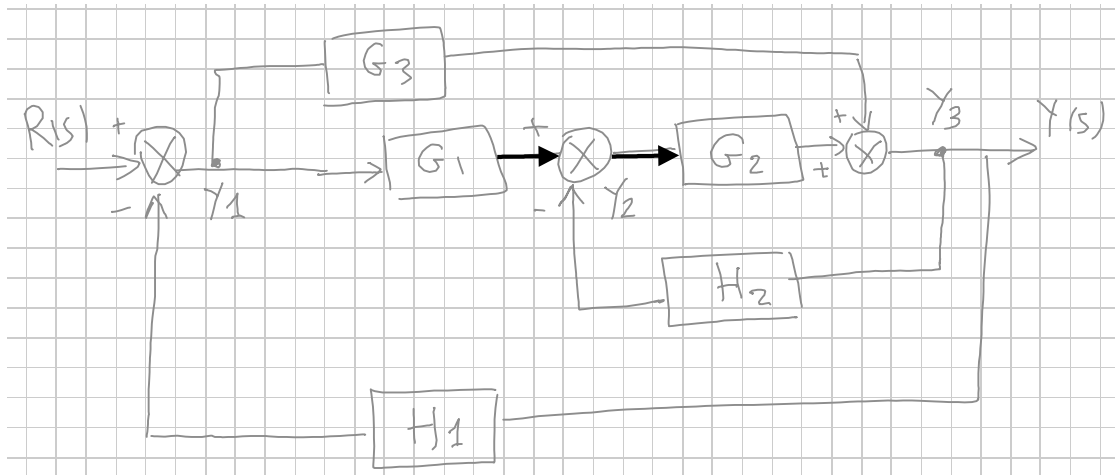 G3
R(s) + - Y1
G1
+ - Y2
G2
+ +
Y3
Y(s)
H2
H1